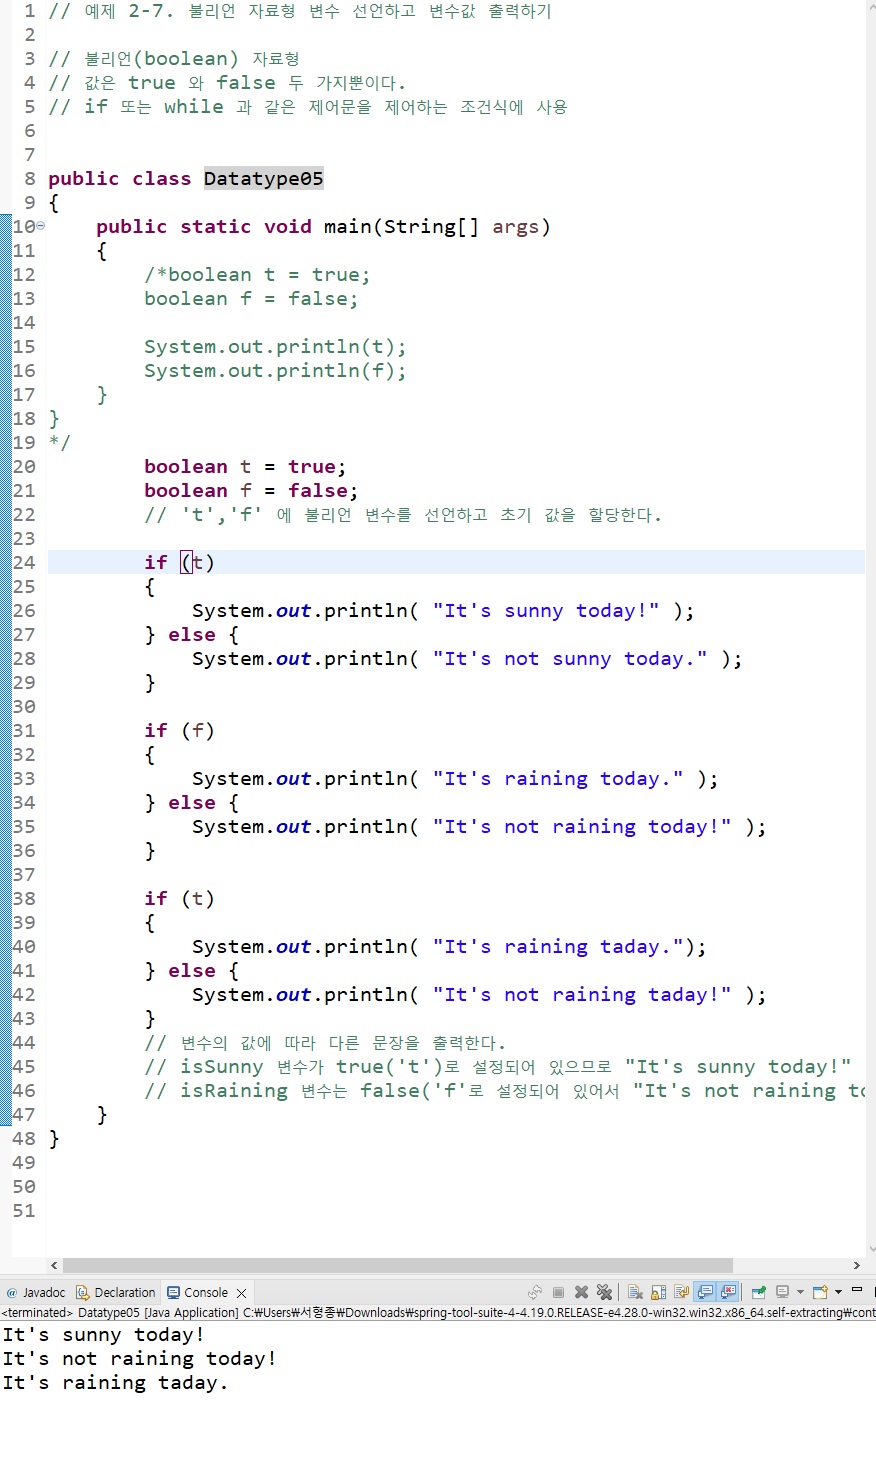 1 // 예제 2-7. 불리언 자료형 변수 선언하고 변수값 출력하기
2
3 // 불리언(boolean) 자료형
4 // 값은 true 와 false 두 가지뿐이다.
5 // if 또는 while 과 같은 제어문을 제어하는 조건식에 사용
6
7
8 public class Datatype05
9 {
10 public static void main(String[] args)
11 {
12 /*boolean t = true;
13 boolean f = false;
14
15 System.out.println(t);
16 System.out.println(f);
17 }
18 }
19 */
20 boolean t = true;
21 boolean f = false;
22 // 't','f' 에 불리언 변수를 선언하고 초기 값을 할당한다.
23
24 if (t)
25 {
26 System.out.println( "It's sunny today!" );
27 } else {
28 System.out.println( "It's not sunny today." );
29 }
30
31 if (f)
32 {
33 System.out.println( "It's raining today." );
34 } else {
35 System.out.println( "It's not raining today!" );
36 }
37
38 if (t)
39 {
40 System.out.println( "It's raining taday.");
41 } else {
42 System.out.println( "It's not raining taday!" );
43 }
44 // 변수의 값에 따라 다른 문장을 출력한다.
45 // isSunny 변수가 true('t')로 설정되어 있으므로 "It's sunny today!"
46 // isRaining 변수는 false('f'로 설정되어 있어서 "It's not raining to
47 }
48 }
49
50
51
@ Javadoc Declaration Console
<terminated> Datatype05 [Java Application] C:₩Users₩서형종₩Downloads₩spring-tool-suite-4-4.19.0.RELEASE-e4.28.0-win32.win32.x86_64.self-extracting₩cont
It's sunny today!
It's not raining today!
It's raining taday.